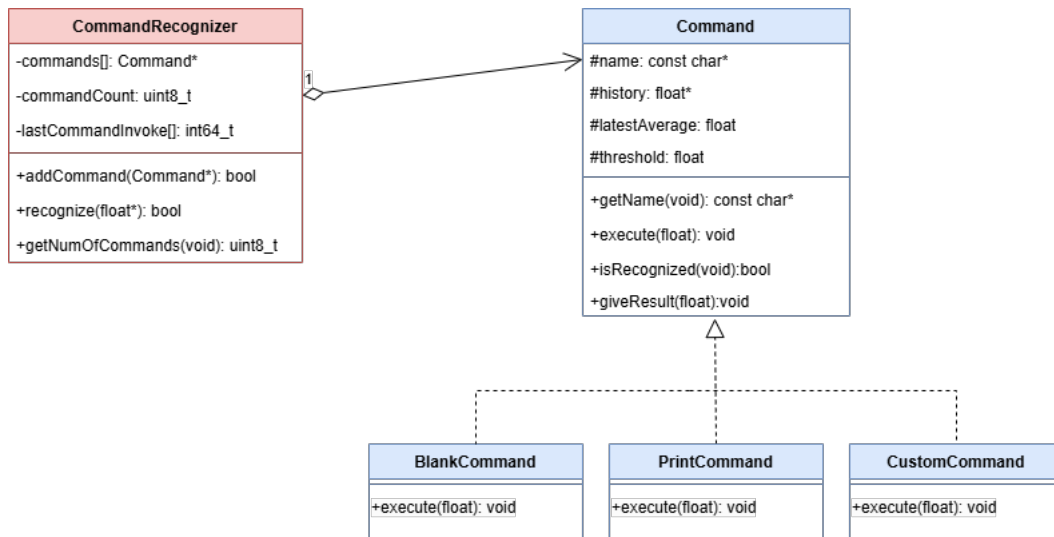 CommandRecognizer
-commands[]: Command*
-commandCount: uint8_t
-lastCommandInvoke[]: int64_t
+addCommand(Command*): bool
+recognize(float*): bool
+getNumOfCommands(void): uint8_t
1
Command
#name: const char*
#history: float*
#latestAverage: float
#threshold: float
+getName(void): const char*
+execute(float): void
+isRecognized(void):bool
+giveResult(float):void
BlankCommand
+execute(float): void
PrintCommand
+execute(float): void
CustomCommand
+execute(float): void